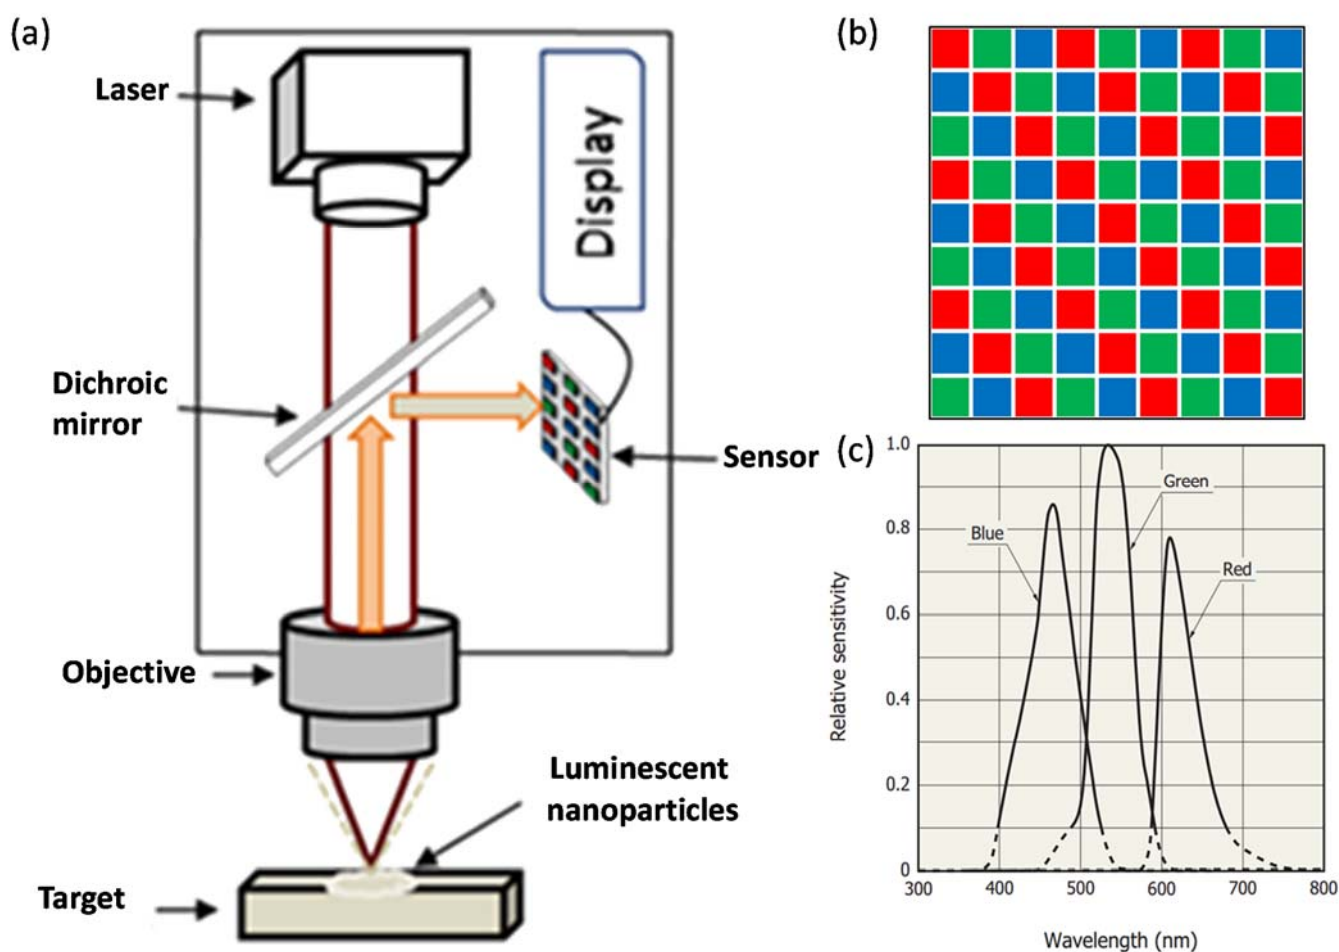 (a)
Laser
Display
Dichroic
mirror
Sensor
Objective
Luminescent
nanoparticles
Target
(b)
(c)
1.0
0.8
0.6
0.4
0.2
0
Relative sensitivity
Blue
Green
Red
300 400 500 600 700 800
Wavelength (nm)